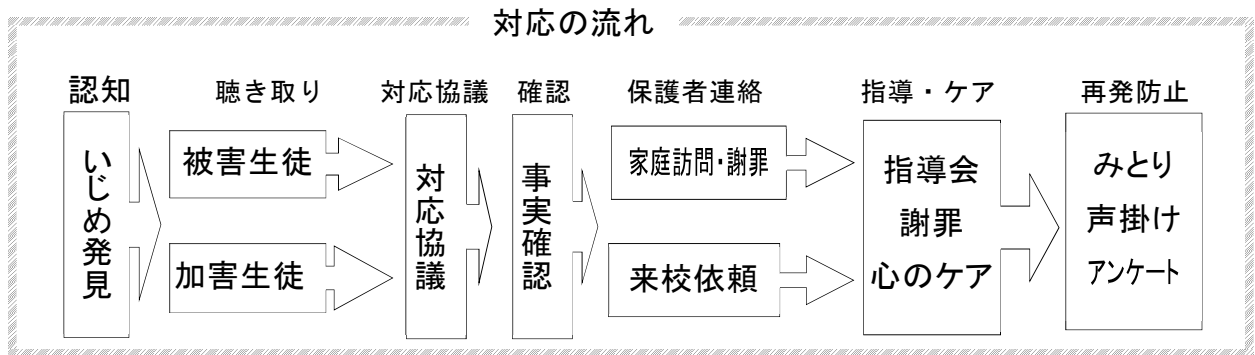 対応の流れ
認知
聴き取り
対応協議
確認
保護者連絡
指導・ケア
再発防止
いじめ発見
被害生徒
加害生徒
対応協議
事実確認
家庭訪問・謝罪
来校依頼
指導会
謝罪
心のケア
みとり
声掛け
アンケート